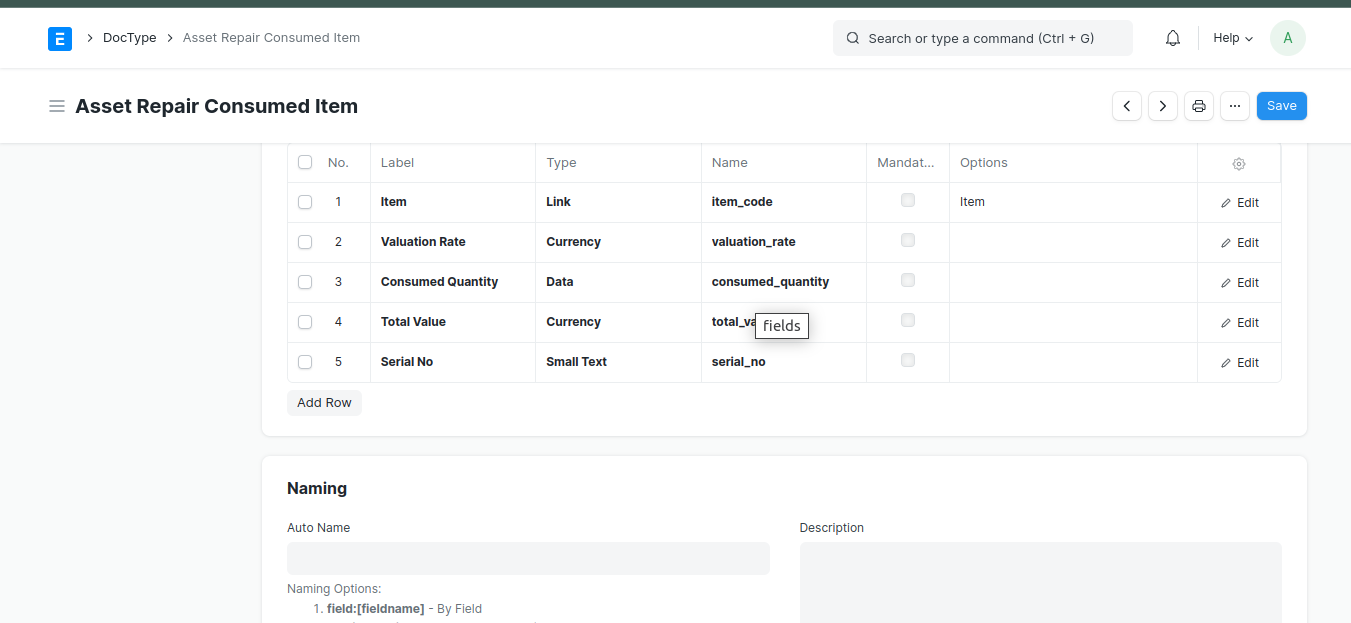 E DocType Asset Repair Consumed Item Search or type a command (Ctrl + G) Help A
Asset Repair Consumed Item Save
No. Label Type Name Mandat... Options
1 Item Link item_code Item Edit
2 Valuation Rate Currency valuation_rate Edit
3 Consumed Quantity Data consumed_quantity Edit
4 Total Value Currency Edit
fields
5 Serial No Small Text serial_no Edit
Add Row
Naming
Auto Name Description
Naming Options:
1. field:[fieldname] - By Field